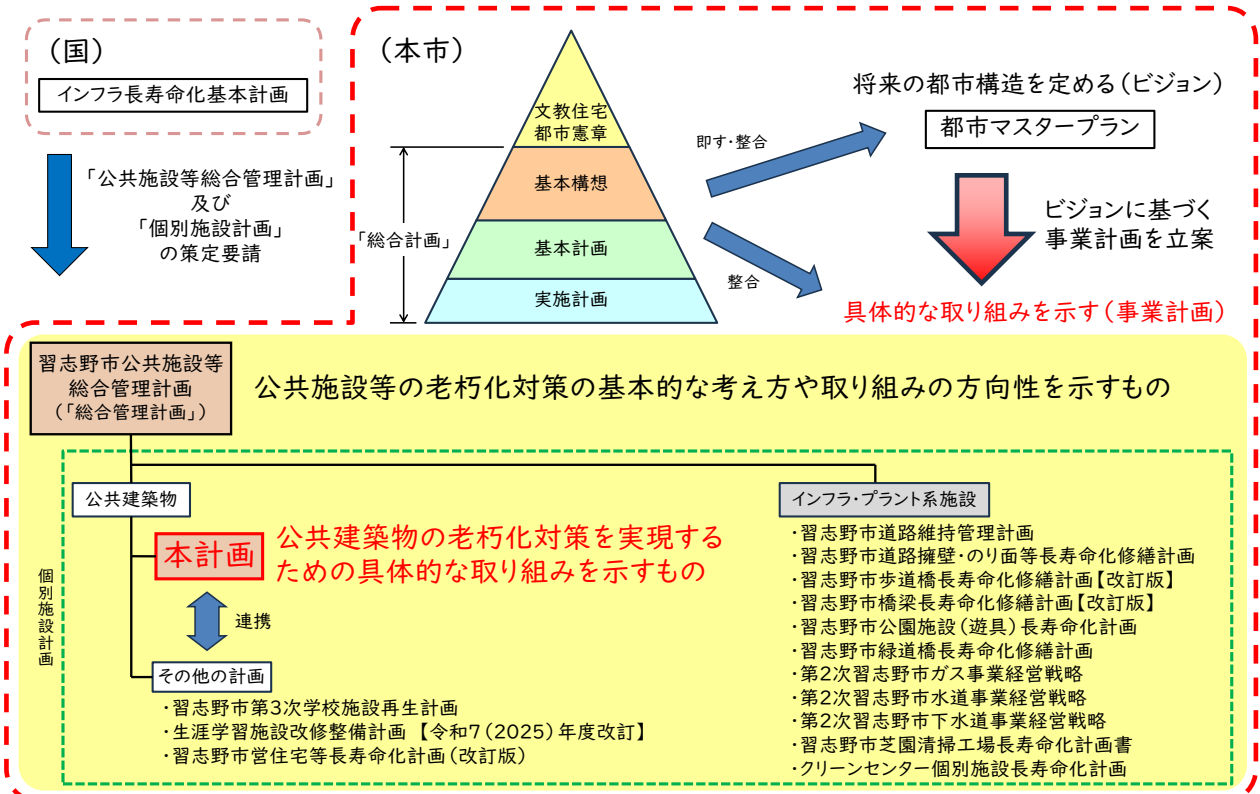 （国）
インフラ長寿命化基本計画
「公共施設等総合管理計画」
及び
「個別施設計画」
の策定要請
（本市）
文教住宅
都市憲章
基本構想
基本計画
実施計画
「総合計画」
即す・整合
整合
将来の都市構造を定める（ビジョン）
都市マスタープラン
ビジョンに基づく
事業計画を立案
具体的な取り組みを示す（事業計画）
習志野市公共施設等
総合管理計画
（「総合管理計画」）
公共施設等の老朽化対策の基本的な考え方や取り組みの方向性を示すもの
個別施設計画
公共建築物
本計画
公共建築物の老朽化対策を実現する
ための具体的な取り組みを示すもの
連携
その他の計画
・習志野市第3次学校施設再生計画
・生涯学習施設改修整備計画 【令和7（2025）年度改訂】
・習志野市営住宅等長寿命化計画（改訂版）
インフラ・プラント系施設
・習志野市道路維持管理計画
・習志野市道路擁壁・のり面等長寿命化修繕計画
・習志野市歩道橋長寿命化修繕計画【改訂版】
・習志野市橋梁長寿命化修繕計画【改訂版】
・習志野市公園施設（遊具）長寿命化計画
・習志野市緑道橋長寿命化修繕計画
・第2次習志野市ガス事業経営戦略
・第2次習志野市水道事業経営戦略
・第2次習志野市下水道事業経営戦略
・習志野市芝園清掃工場長寿命化計画書
・クリーンセンター個別施設長寿命化計画